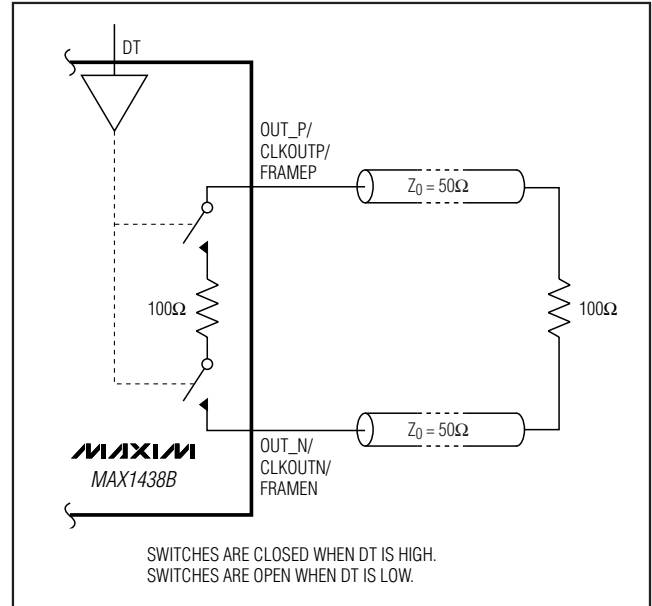 DT
OUT_P/
CLKOUTP/
FRAMEP
Z0 = 50Ω
100Ω
100Ω
Z0 = 50Ω
MAXIM
MAX1438B
OUT_N/
CLKOUTN/
FRAMEN
SWITCHES ARE CLOSED WHEN DT IS HIGH.
SWITCHES ARE OPEN WHEN DT IS LOW.